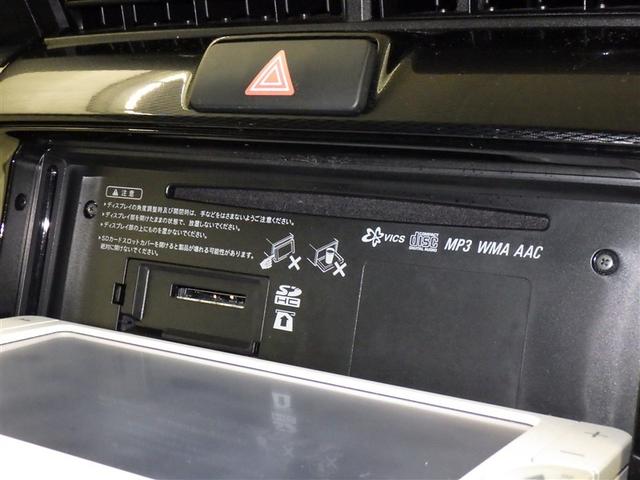 ⚠注意
▸ディスプレイの角度調整時及び開閉時は、手などをはさまないようご注意ください。
▸ディスプレイ部を開けたままの状態で、放置しないでください。
▸ディスプレイ部の上にものを置かないでください。
▸SDカードスロットカバーを開けると製品が壊れる可能性があります。
絶対に開けないでください。
VICS COMPACT disc DIGITAL AUDIO MP3 WMA AAC
SD HC